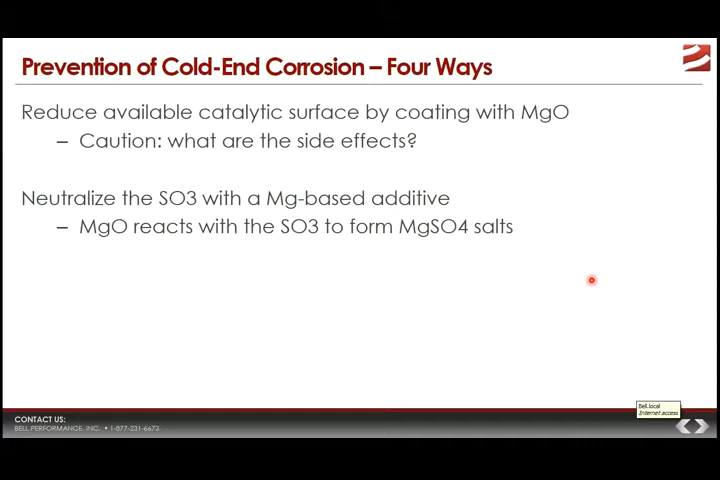 Prevention of Cold-End Corrosion – Four Ways
Reduce available catalytic surface by coating with MgO
– Caution: what are the side effects?
Neutralize the SO3 with a Mg-based additive
– MgO reacts with the SO3 to form MgSO4 salts
Bell.local
Internet access
CONTACT US:
BELL PERFORMANCE, INC. • 1-877-231-6673